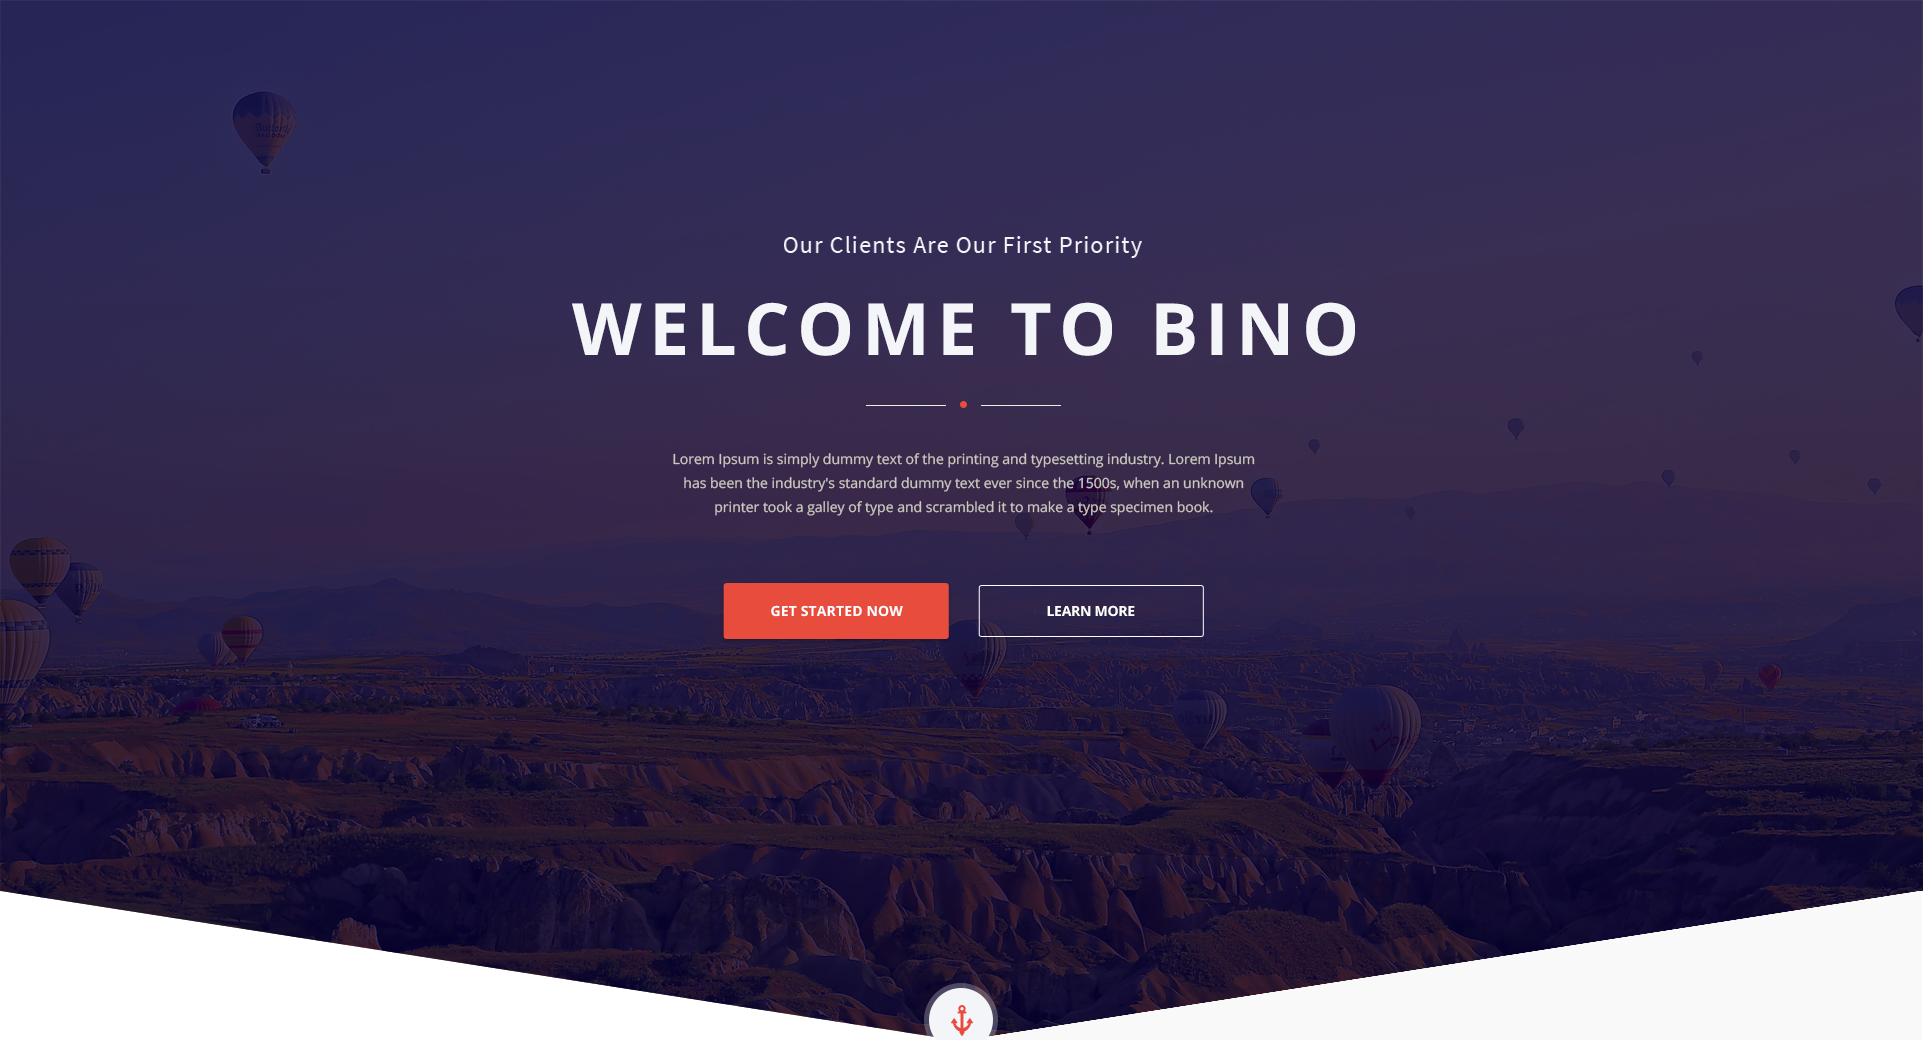 Our Clients Are Our First Priority
WELCOME TO BINO
Lorem Ipsum is simply dummy text of the printing and typesetting industry. Lorem Ipsum
has been the industry's standard dummy text ever since the 1500s, when an unknown
printer took a galley of type and scrambled it to make a type specimen book.
GET STARTED NOW
LEARN MORE